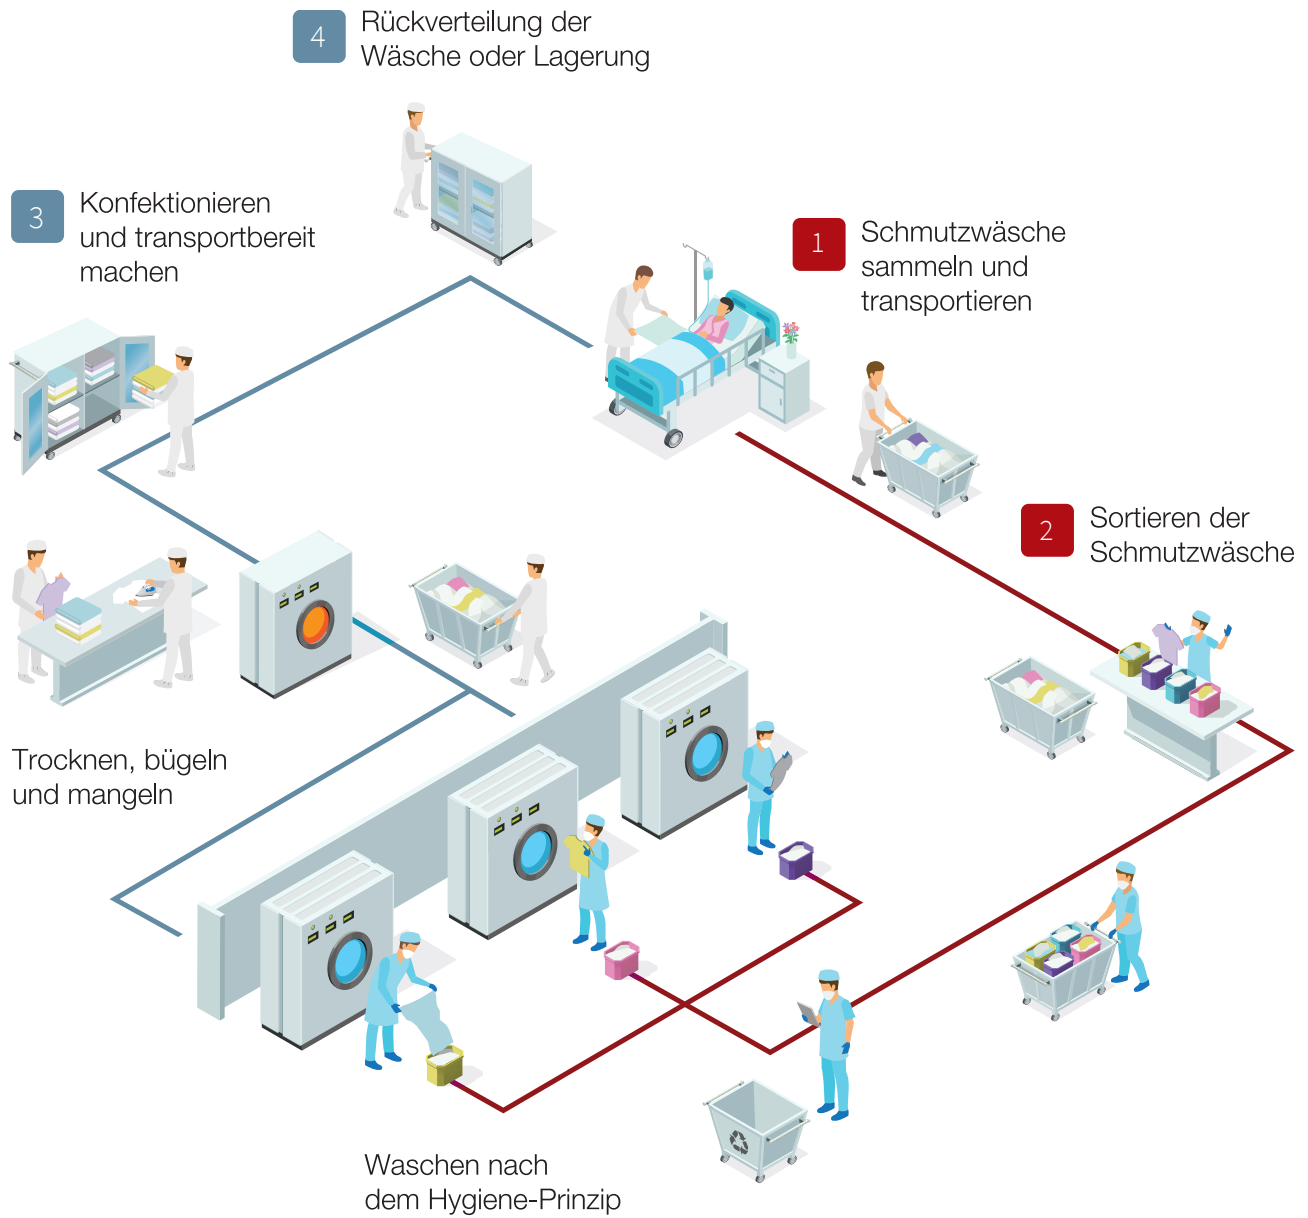 4
Rückverteilung der
Wäsche oder Lagerung
3
Konfektionieren
und transportbereit
machen
1
Schmutzwäsche
sammeln und
transportieren
2
Sortieren der
Schmutzwäsche
Trocknen, bügeln
und mangeln
Waschen nach
dem Hygiene-Prinzip